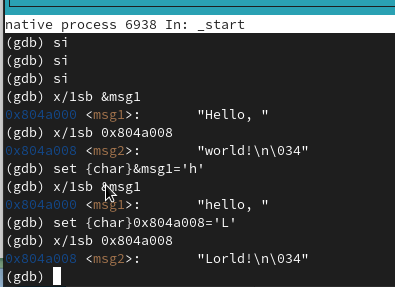 native process 6938 In: _start
(gdb) si
(gdb) si
(gdb) si
(gdb) x/1sb &msg1
0x804a000 <msg1>: "Hello, "
(gdb) x/1sb 0x804a008
0x804a008 <msg2>: "world!\n\034"
(gdb) set {char}&msg1='h'
(gdb) x/1sb &msg1
0x804a000 <msg1>: "hello, "
(gdb) set {char}0x804a008='L'
(gdb) x/1sb 0x804a008
0x804a008 <msg2>: "Lorld!\n\034"
(gdb)